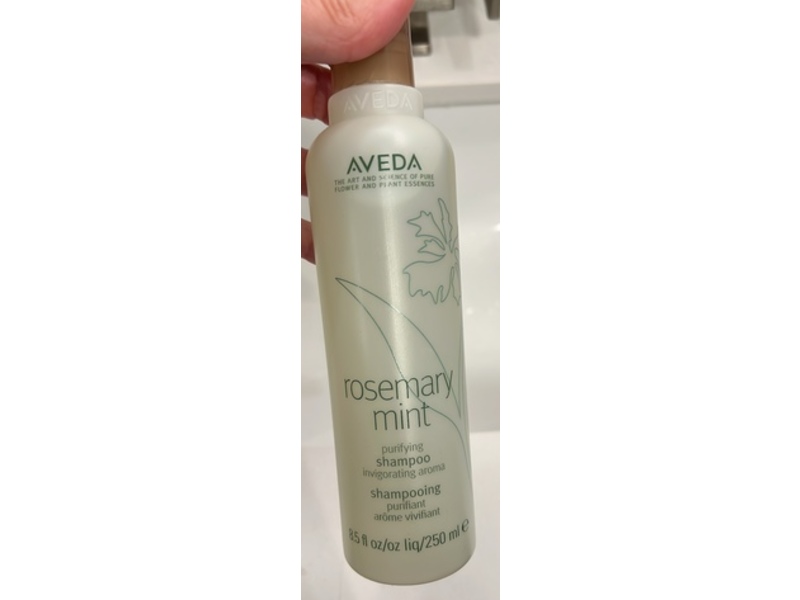 AVEDA
AVEDA
THE ART AND SCIENCE OF PURE
FLOWER AND PLANT ESSENCES
rosemary
mint
purifying
shampoo
invigorating aroma
shampooing
purifiant
arôme vivifiant
8.5 fl oz/oz liq/250 ml ℮